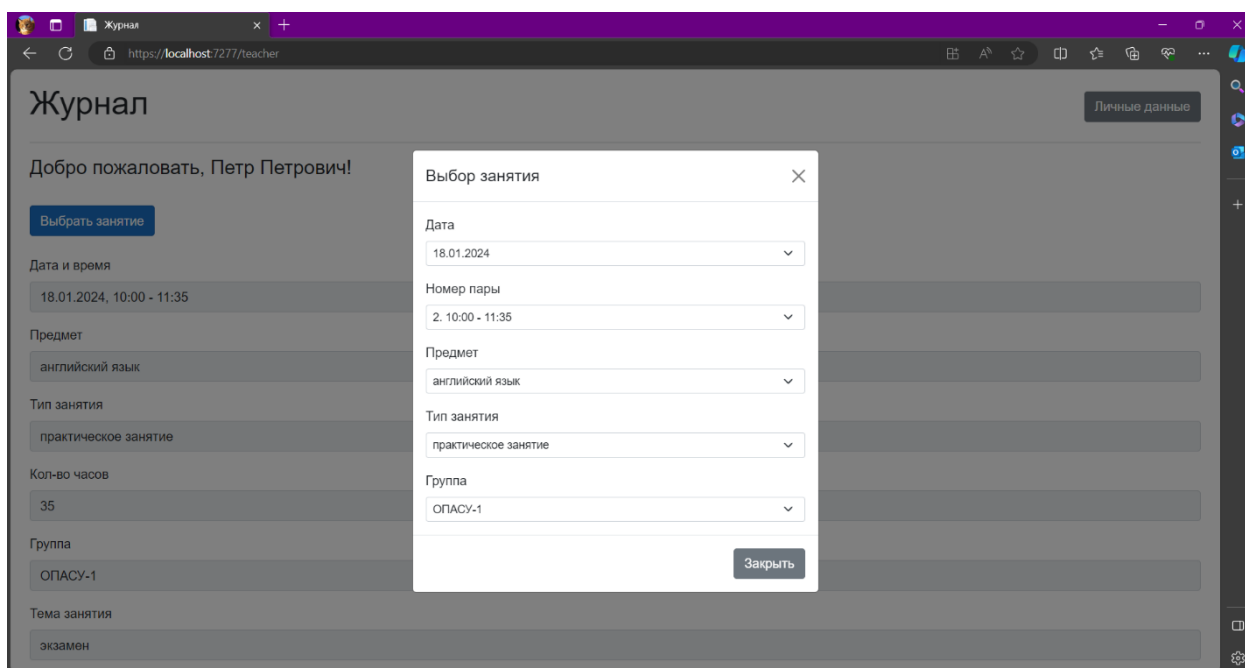 Журнал
https://localhost:7277/teacher
Журнал
Личные данные
Добро пожаловать, Петр Петрович!
Выбрать занятие
Дата и время
18.01.2024, 10:00 - 11:35
Предмет
английский язык
Тип занятия
практическое занятие
Кол-во часов
35
Группа
ОПАСУ-1
Тема занятия
экзамен
Выбор занятия
Дата
18.01.2024
Номер пары
2. 10:00 - 11:35
Предмет
английский язык
Тип занятия
практическое занятие
Группа
ОПАСУ-1
Закрыть